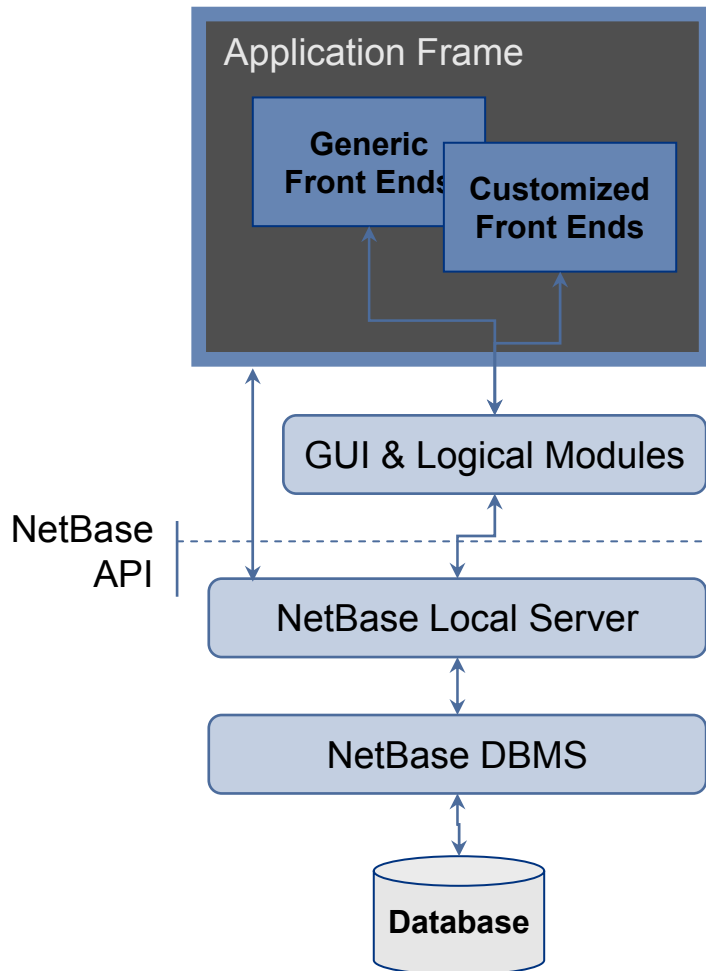 Application Frame
Generic
Front Ends
Customized
Front Ends
GUI & Logical Modules
NetBase
API
NetBase Local Server
NetBase DBMS
Database